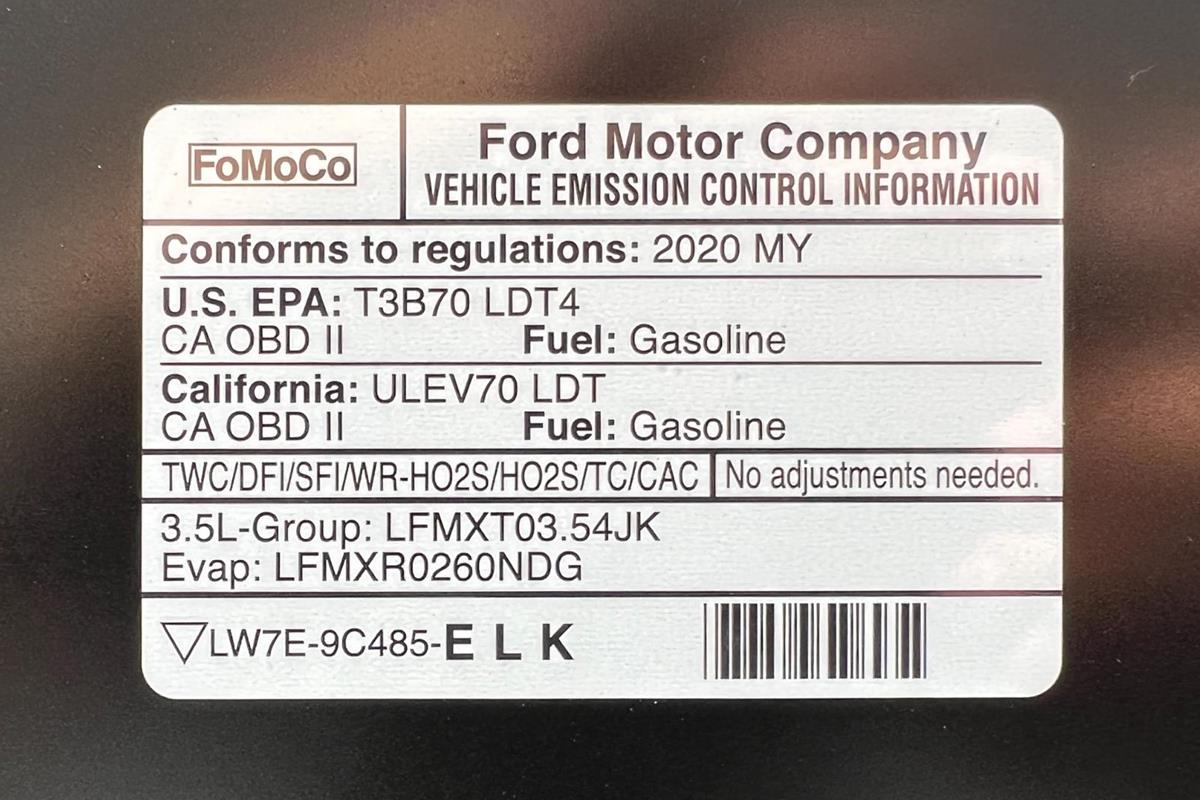 FoMoCo
Ford Motor Company
VEHICLE EMISSION CONTROL INFORMATION
Conforms to regulations: 2020 MY
U.S. EPA: T3B70 LDT4
CA OBD II Fuel: Gasoline
California: ULEV70 LDT
CA OBD II Fuel: Gasoline
TWC/DFI/SFI/WR-HO2S/HO2S/TC/CAC No adjustments needed.
3.5L-Group: LFMXT03.54JK
Evap: LFMXR0260NDG
LW7E-9C485-E L K